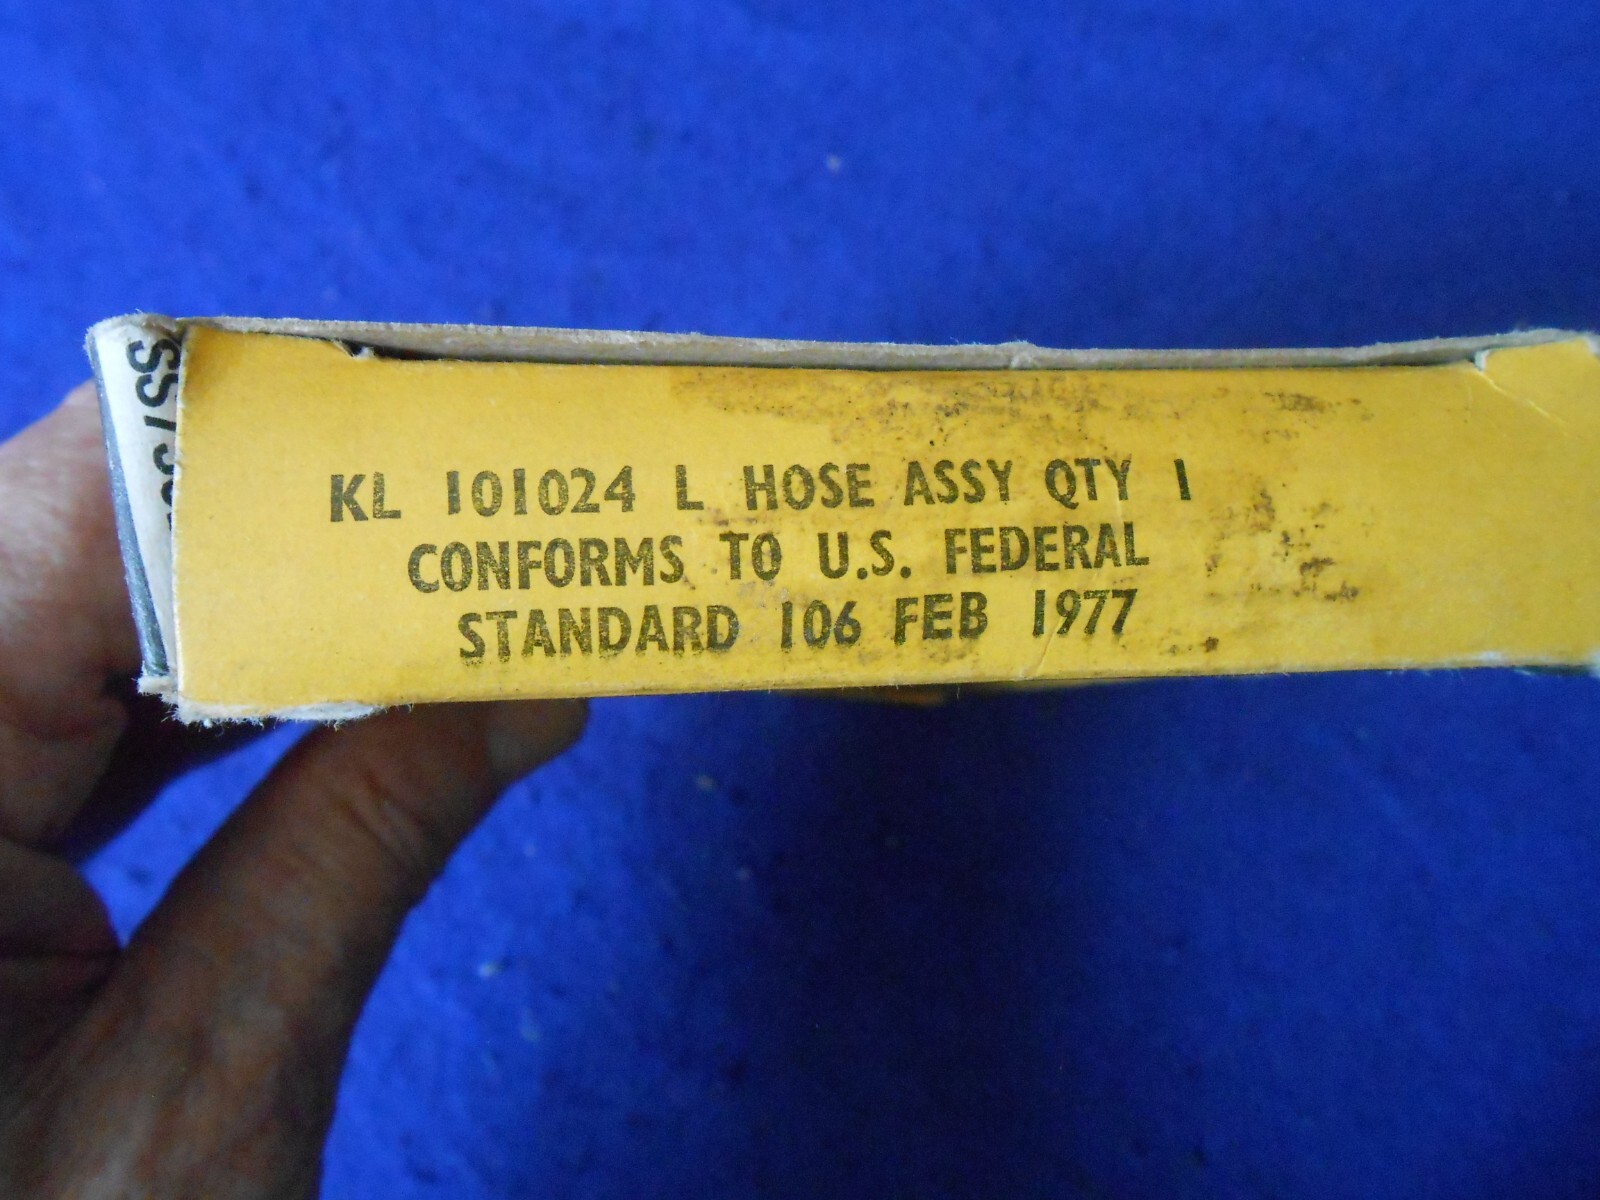 KL 101024 L HOSE ASSY QTY 1
CONFORMS TO U.S. FEDERAL
STANDARD 106 FEB 1977